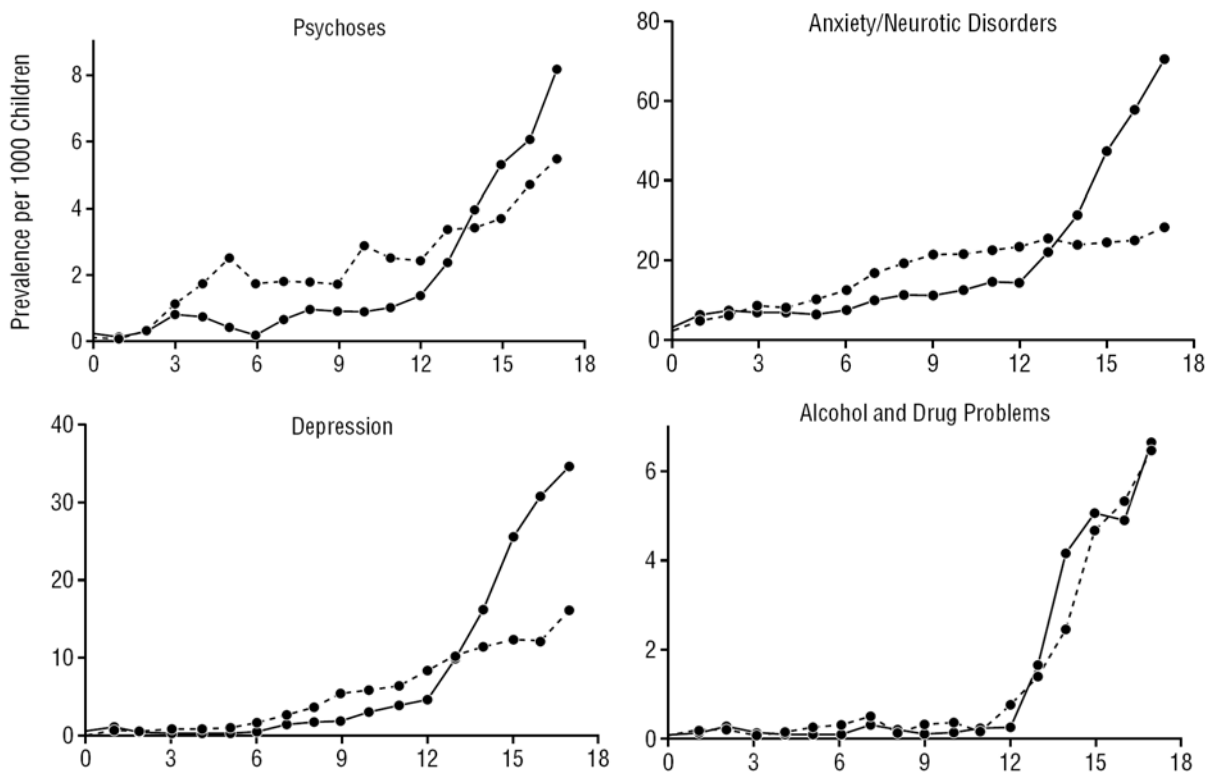 Psychoses
Prevalence per 1000 Children
8
6
4
2
0
0 3 6 9 12 15 18
Anxiety/Neurotic Disorders
80
60
40
20
0
0 3 6 9 12 15 18
Depression
40
30
20
10
0
0 3 6 9 12 15 18
Alcohol and Drug Problems
6
4
2
0
0 3 6 9 12 15 18